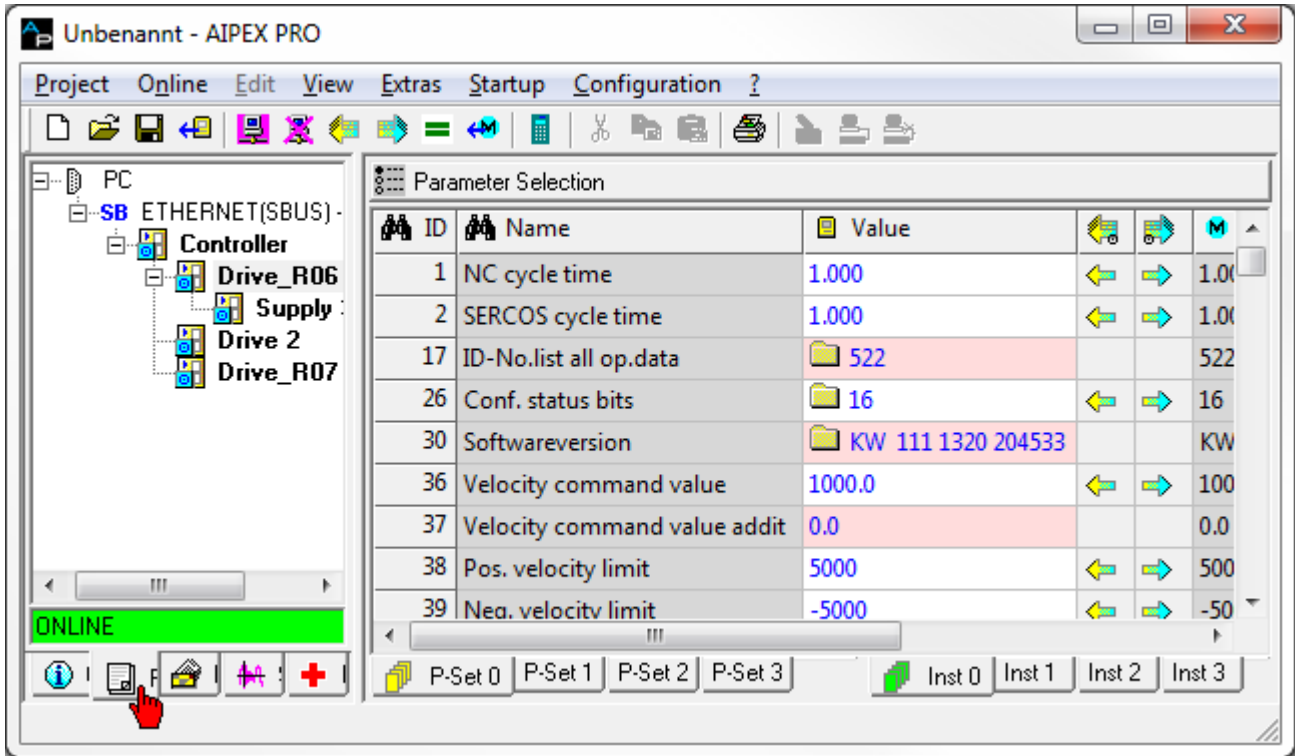 Unbenannt - AIPEX PRO
Project Online Edit View Extras Startup Configuration ?
PC
SB ETHERNET(SBUS) -
Controller
Drive_R06
Supply
Drive 2
Drive_R07
ONLINE
Parameter Selection
ID Name Value M
1 NC cycle time 1.000 1.00
2 SERCOS cycle time 1.000 1.00
17 ID-No.list all op.data 522 522
26 Conf. status bits 16 16
30 Softwareversion KW 111 1320 204533 KW
36 Velocity command value 1000.0 100
37 Velocity command value addit 0.0 0.0
38 Pos. velocity limit 5000 500
39 Neg. velocity limit -5000 -50
P-Set 0 P-Set 1 P-Set 2 P-Set 3 Inst 0 Inst 1 Inst 2 Inst 3